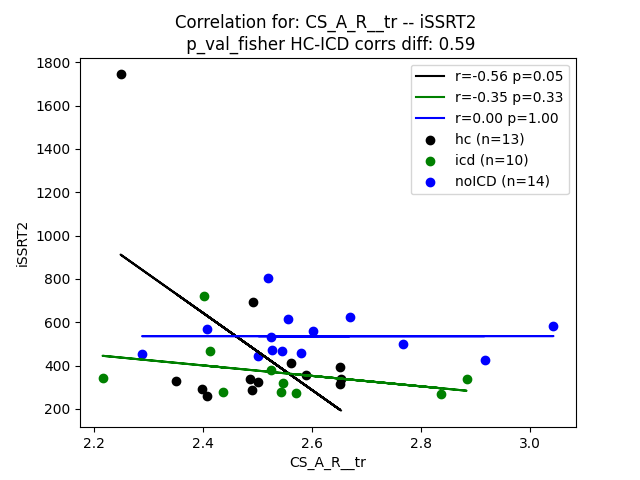 Correlation for: CS_A_R__tr -- iSSRT2
p_val_fisher HC-ICD corrs diff: 0.59
1800
1600
1400
1200
1000
800
600
400
200
iSSRT2
r=-0.56 p=0.05
r=-0.35 p=0.33
r=0.00 p=1.00
hc (n=13)
icd (n=10)
noICD (n=14)
2.2 2.4 2.6 2.8 3.0
CS_A_R__tr